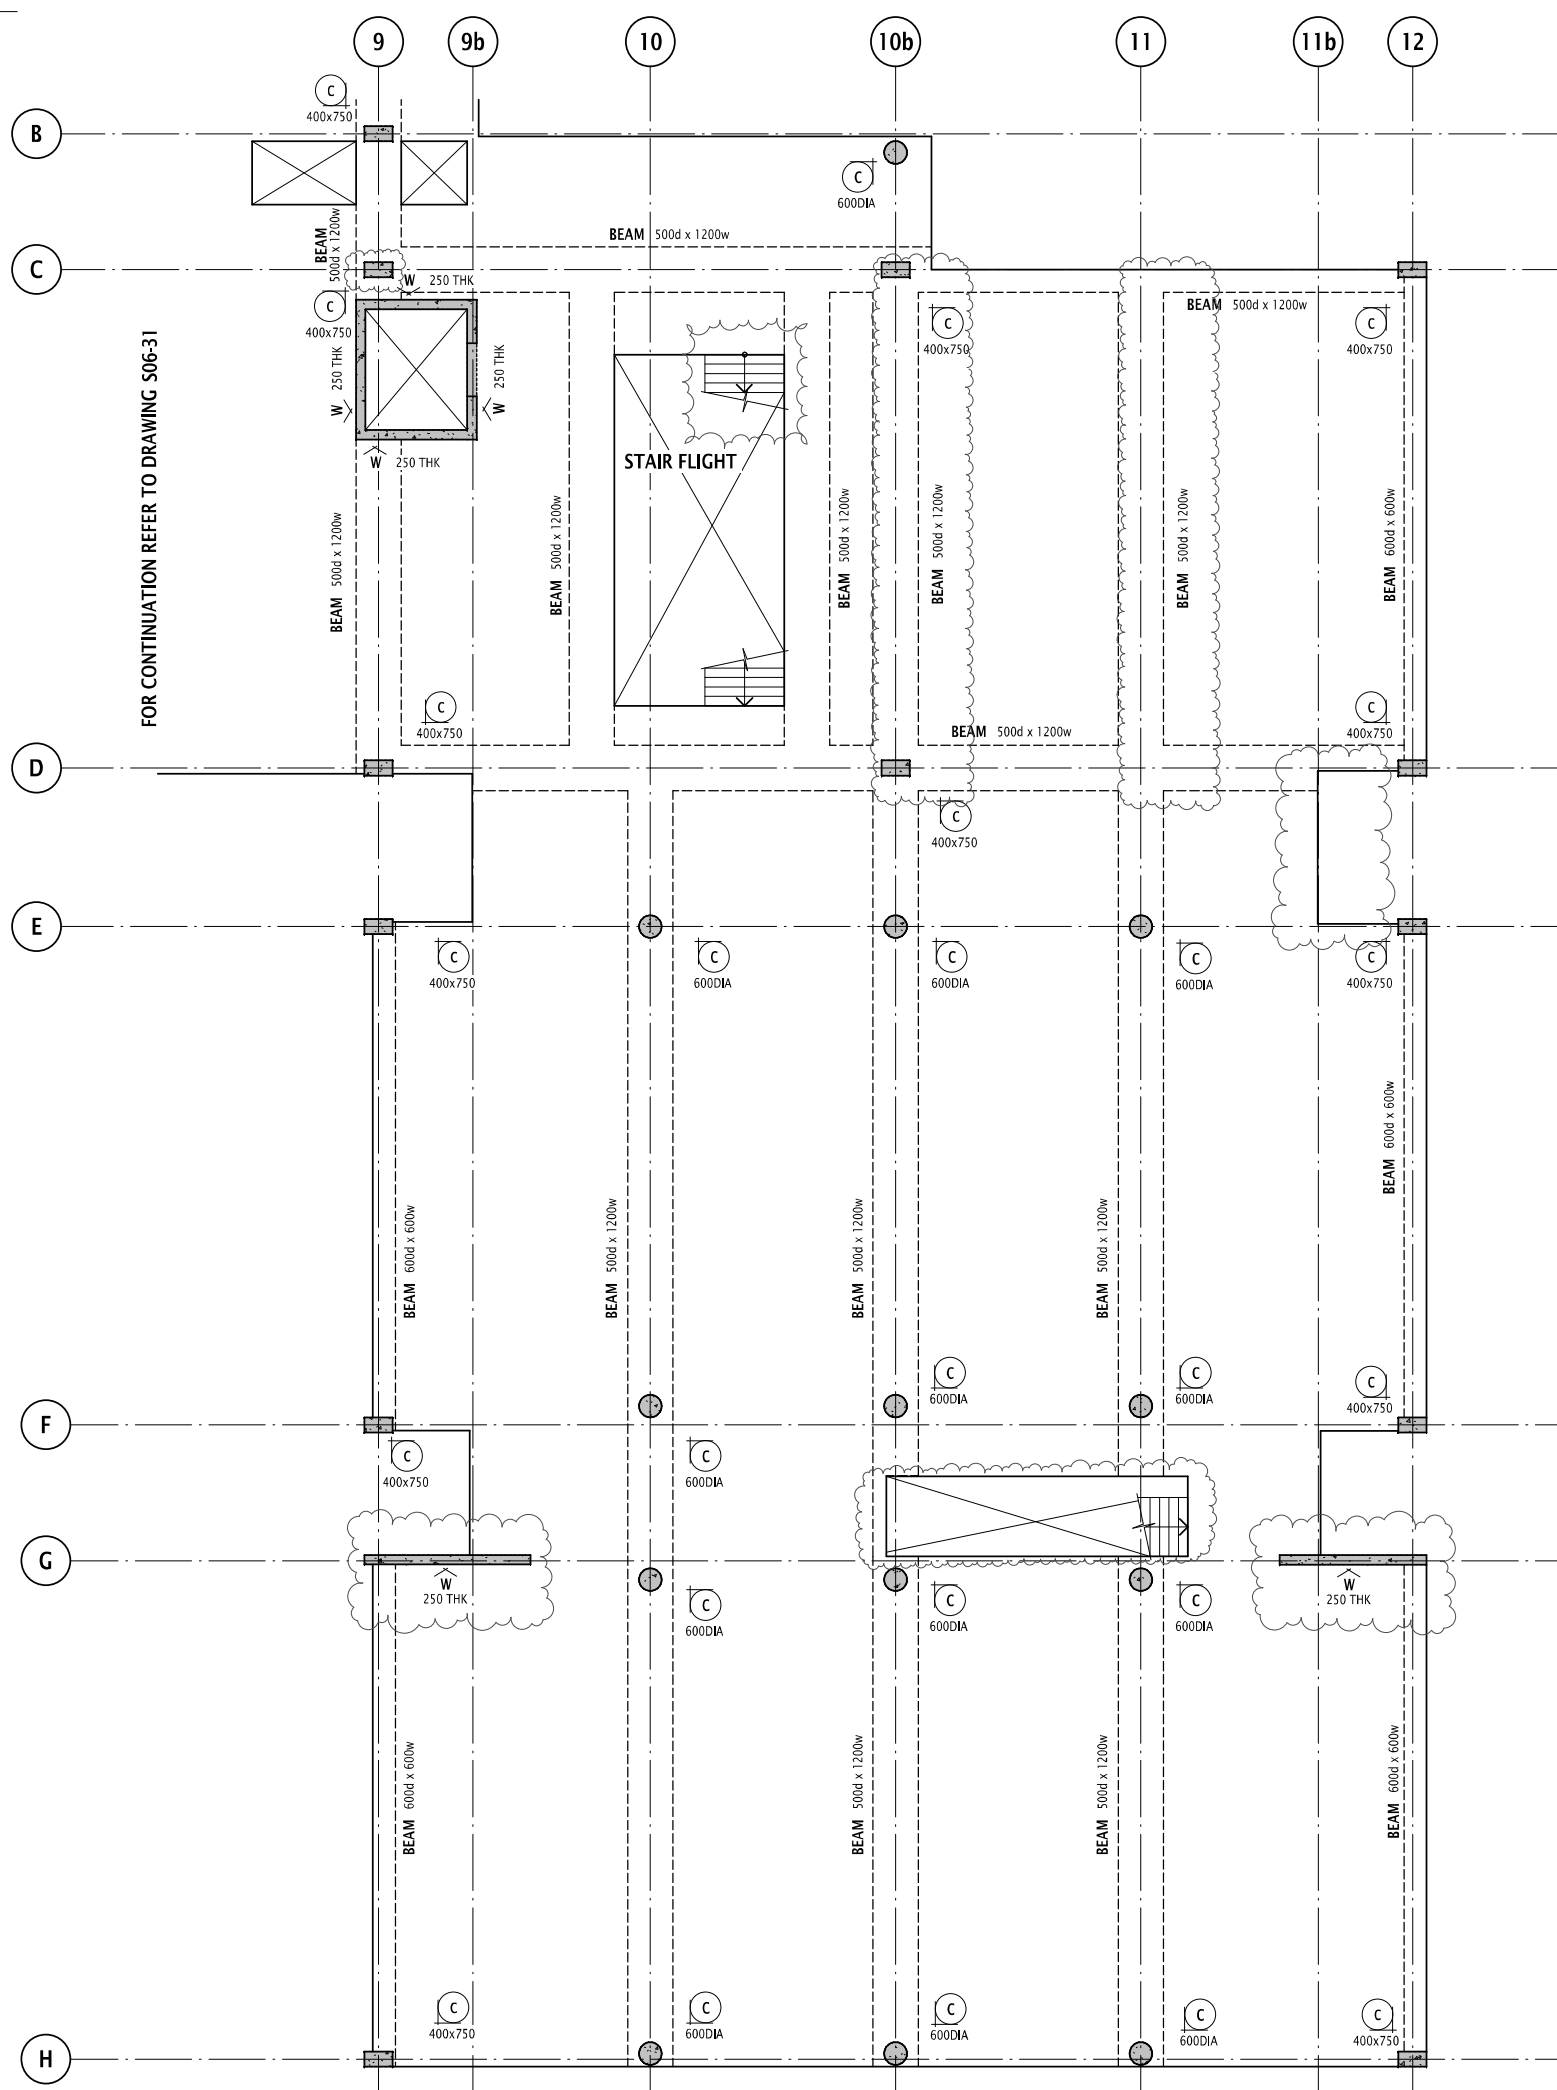 9
9b
10
10b
11
11b
12
C
400x750
B
C
600DIA
BEAM 500d x 1200w
BEAM
500d x 1200w
C
W 250 THK
C
400x750
BEAM 500d x 1200w
C
400x750
C
400x750
FOR CONTINUATION REFER TO DRAWING S06-31
W 250 THK
W 250 THK
W 250 THK
STAIR FLIGHT
BEAM 500d x 1200w
BEAM 500d x 1200w
BEAM 500d x 1200w
BEAM 500d x 1200w
BEAM 500d x 1200w
BEAM 600d x 600w
C
400x750
C
400x750
BEAM 500d x 1200w
D
C
400x750
E
C
400x750
C
600DIA
C
600DIA
C
600DIA
C
400x750
BEAM 600d x 600w
BEAM 600d x 600w
BEAM 500d x 1200w
BEAM 500d x 1200w
BEAM 500d x 1200w
C
600DIA
C
600DIA
C
400x750
F
C
400x750
C
600DIA
G
W
250 THK
C
600DIA
C
600DIA
C
600DIA
W
250 THK
BEAM 600d x 600w
BEAM 500d x 1200w
BEAM 500d x 1200w
BEAM 600d x 600w
C
400x750
C
600DIA
C
600DIA
C
600DIA
C
400x750
H